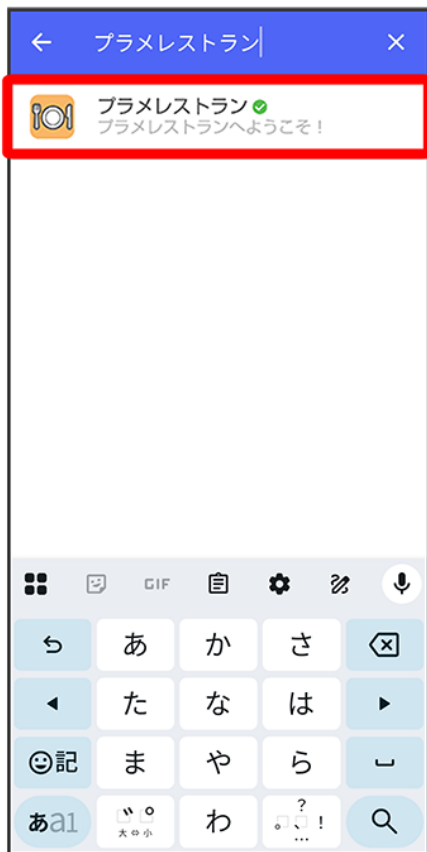 プラメレストラン
プラメレストラン
プラメレストランへようこそ！
GIF
あ
か
さ
た
な
は
記
ま
や
ら
あa1
大⇔小
わ
。、?!…